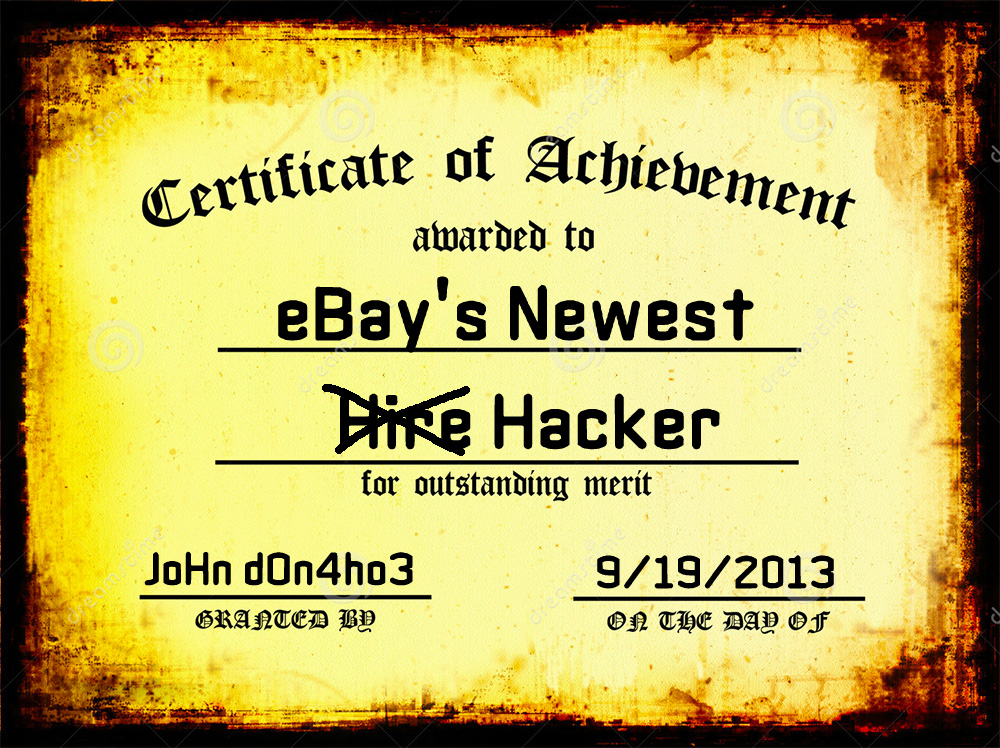 Certificate of Achievement
awarded to
eBay's Newest
Hire Hacker
for outstanding merit
JoHn dOn4ho3
9/19/2013
GRANTED BY
ON THE DAY OF
dreamstime